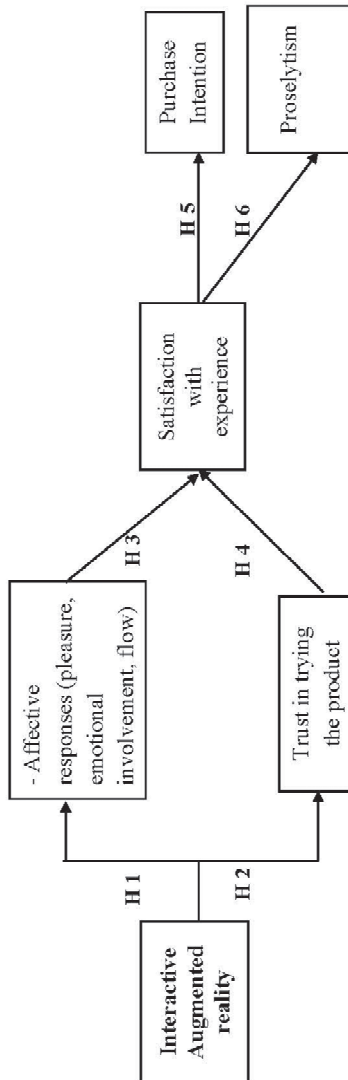 Interactive
Augmented
reality
H 1
H 2
- Affective
responses (pleasure,
emotional
involvement, flow)
Trust in trying
the product
H 3
H 4
Satisfaction
with
experience
H 5
H 6
Purchase
Intention
Proselytism